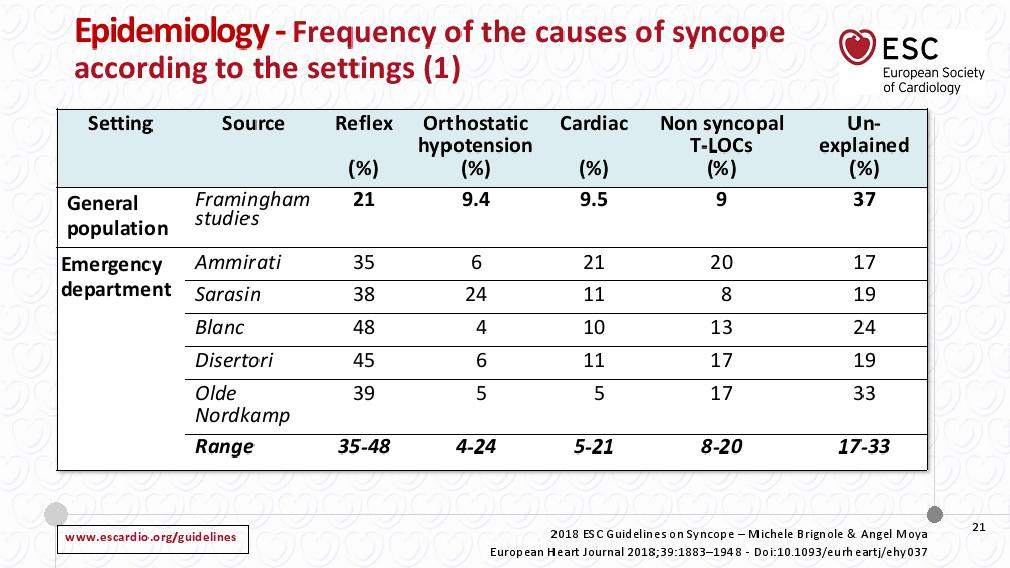 Epidemiology - Frequency of the causes of syncope
according to the settings (1)
ESC
European Society
of Cardiology
Setting Source Reflex Orthostatic Cardiac Non syncopal Un-
hypotension T-LOCs explained
(%) (%) (%) (%) (%)
General population Framingham studies 21 9.4 9.5 9 37
Emergency department Ammirati 35 6 21 20 17
Sarasin 38 24 11 8 19
Blanc 48 4 10 13 24
Disertori 45 6 11 17 19
Olde Nordkamp 39 5 5 17 33
Range 35-48 4-24 5-21 8-20 17-33
www.escardio.org/guidelines
2018 ESC Guidelines on Syncope – Michele Brignole & Angel Moya
European Heart Journal 2018;39:1883–1948 - Doi:10.1093/eurheartj/ehy037
21